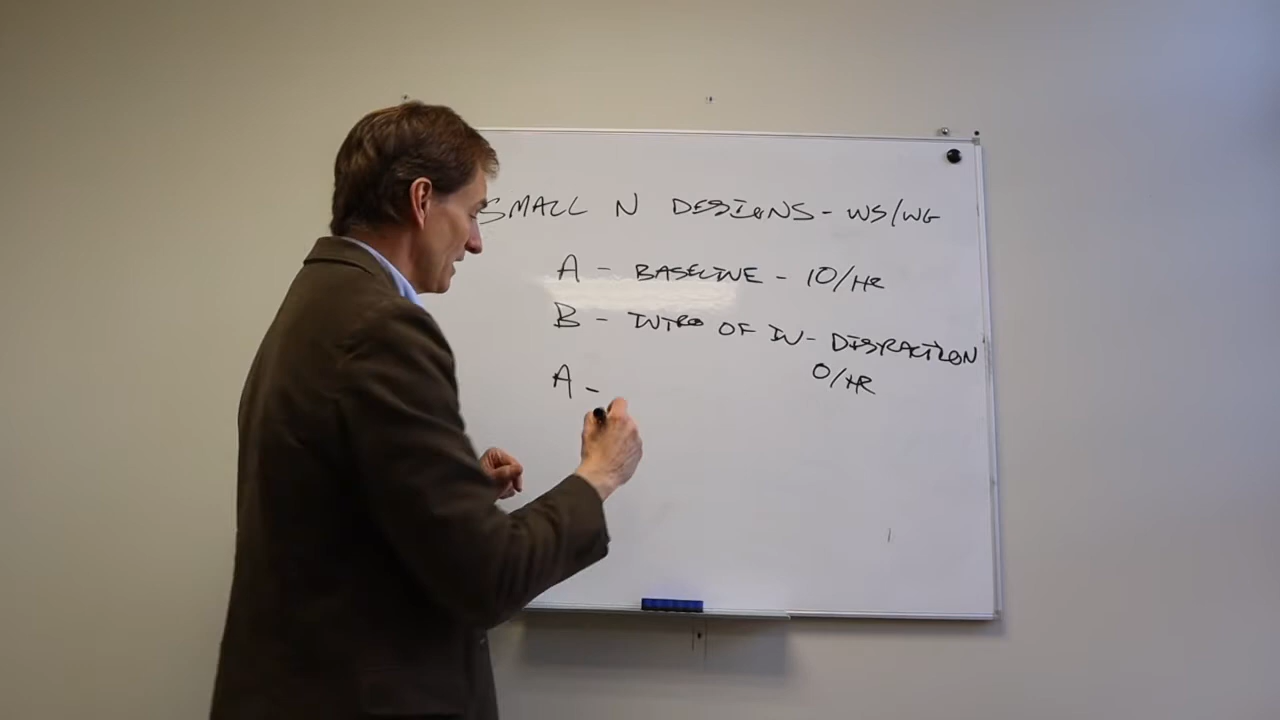 SMALL N DESIGNS - WS/WG
A - BASELINE - 10/HR
B - INTRO OF IV - DISTRACTION
0/HR
A -